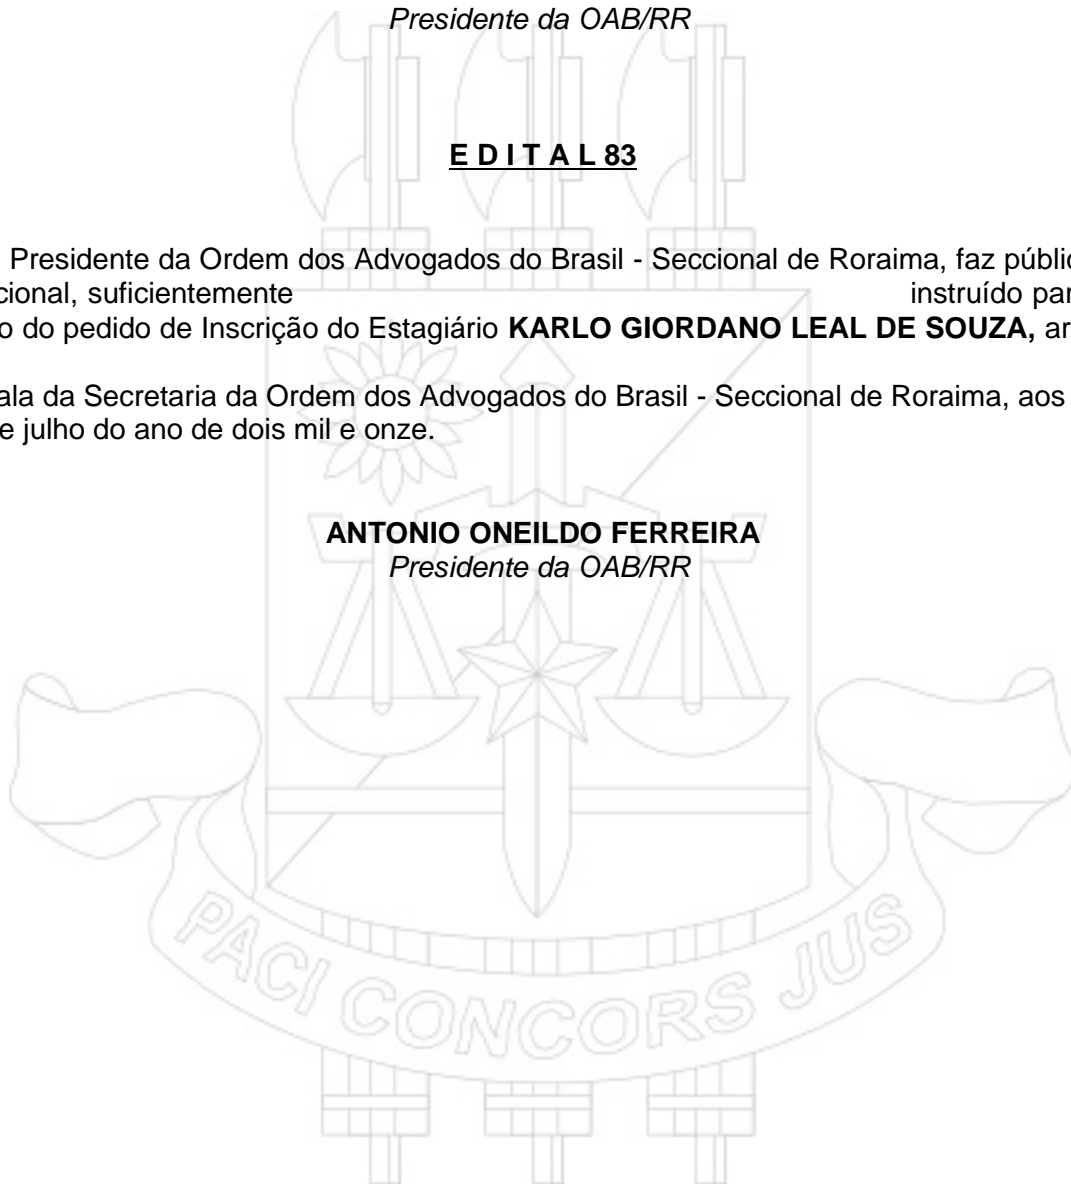 Presidente da OAB/RR
E D I T A L 83
Presidente da Ordem dos Advogados do Brasil - Seccional de Roraima, faz públic
cional, suficientemente instruído par
o do pedido de Inscrição do Estagiário KARLO GIORDANO LEAL DE SOUZA, ar
ala da Secretaria da Ordem dos Advogados do Brasil - Seccional de Roraima, aos
e julho do ano de dois mil e onze.
ANTONIO ONEILDO FERREIRA
Presidente da OAB/RR
PACI CONCORS JUS